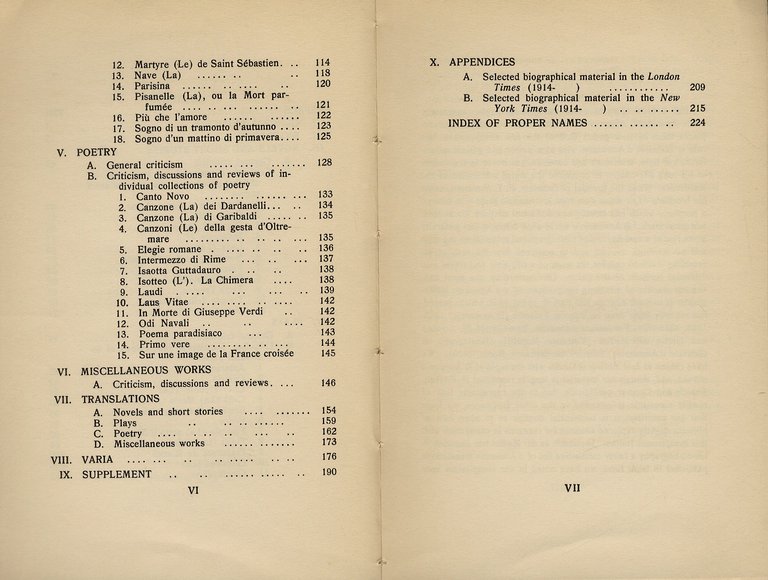 12. Martyre (Le) de Saint Sébastien. .. 114
13. Nave (La) ...... .. .. 118
14. Parisina ...... .. .... .. 120
15. Pisanelle (La), ou la Mort par-
fumée .... .. ... ...... .. 121
16. Più che l'amore ...... ...... 122
17. Sogno di un tramonto d'autunno .... 123
18. Sogno d'un mattino di primavera.... 125
V. POETRY
A. General criticism ..... ... ....... 128
B. Criticism, discussions and reviews of in-
dividual collections of poetry
1. Canto Novo ........ ...... ... 133
2. Canzone (La) dei Dardanelli... .. 134
3. Canzone (La) di Garibaldi ..... .. 135
4. Canzoni (Le) della gesta d'Oltre-
mare ......... .. .. .. ... 135
5. Elegie romane . .... .. .. .. 136
6. Intermezzo di Rime ... .. ... 137
7. Isaotta Guttadauro . .. .. 138
8. Isotteo (L'). La Chimera .... 138
9. Laudi . .... .. ... .. 139
10. Laus Vitae .... .... .. .... 142
11. In Morte di Giuseppe Verdi .. 142
12. Odi Navali .. .. .... 142
13. Poema paradisiaco ... 143
14. Primo vere ......... .. .. 144
15. Sur une image de la France croisée 145
VI. MISCELLANEOUS WORKS
A. Criticism, discussions and reviews. ... 146
VII. TRANSLATIONS
A. Novels and short stories .... ....... 154
B. Plays .. .. .. ...... 159
C. Poetry .... .. .. ... .. 162
D. Miscellaneous works ...... ....... 173
VIII. VARIA .... ... .. .. ..... .. .. 176
IX. SUPPLEMENT .. .. ...... ..... .. 190
VI
X. APPENDICES
A. Selected biographical material in the London
Times (1914- ) ............ 209
B. Selected biographical material in the New
York Times (1914- ) .. .. ...... 215
INDEX OF PROPER NAMES ...... ..... .. 224
VII